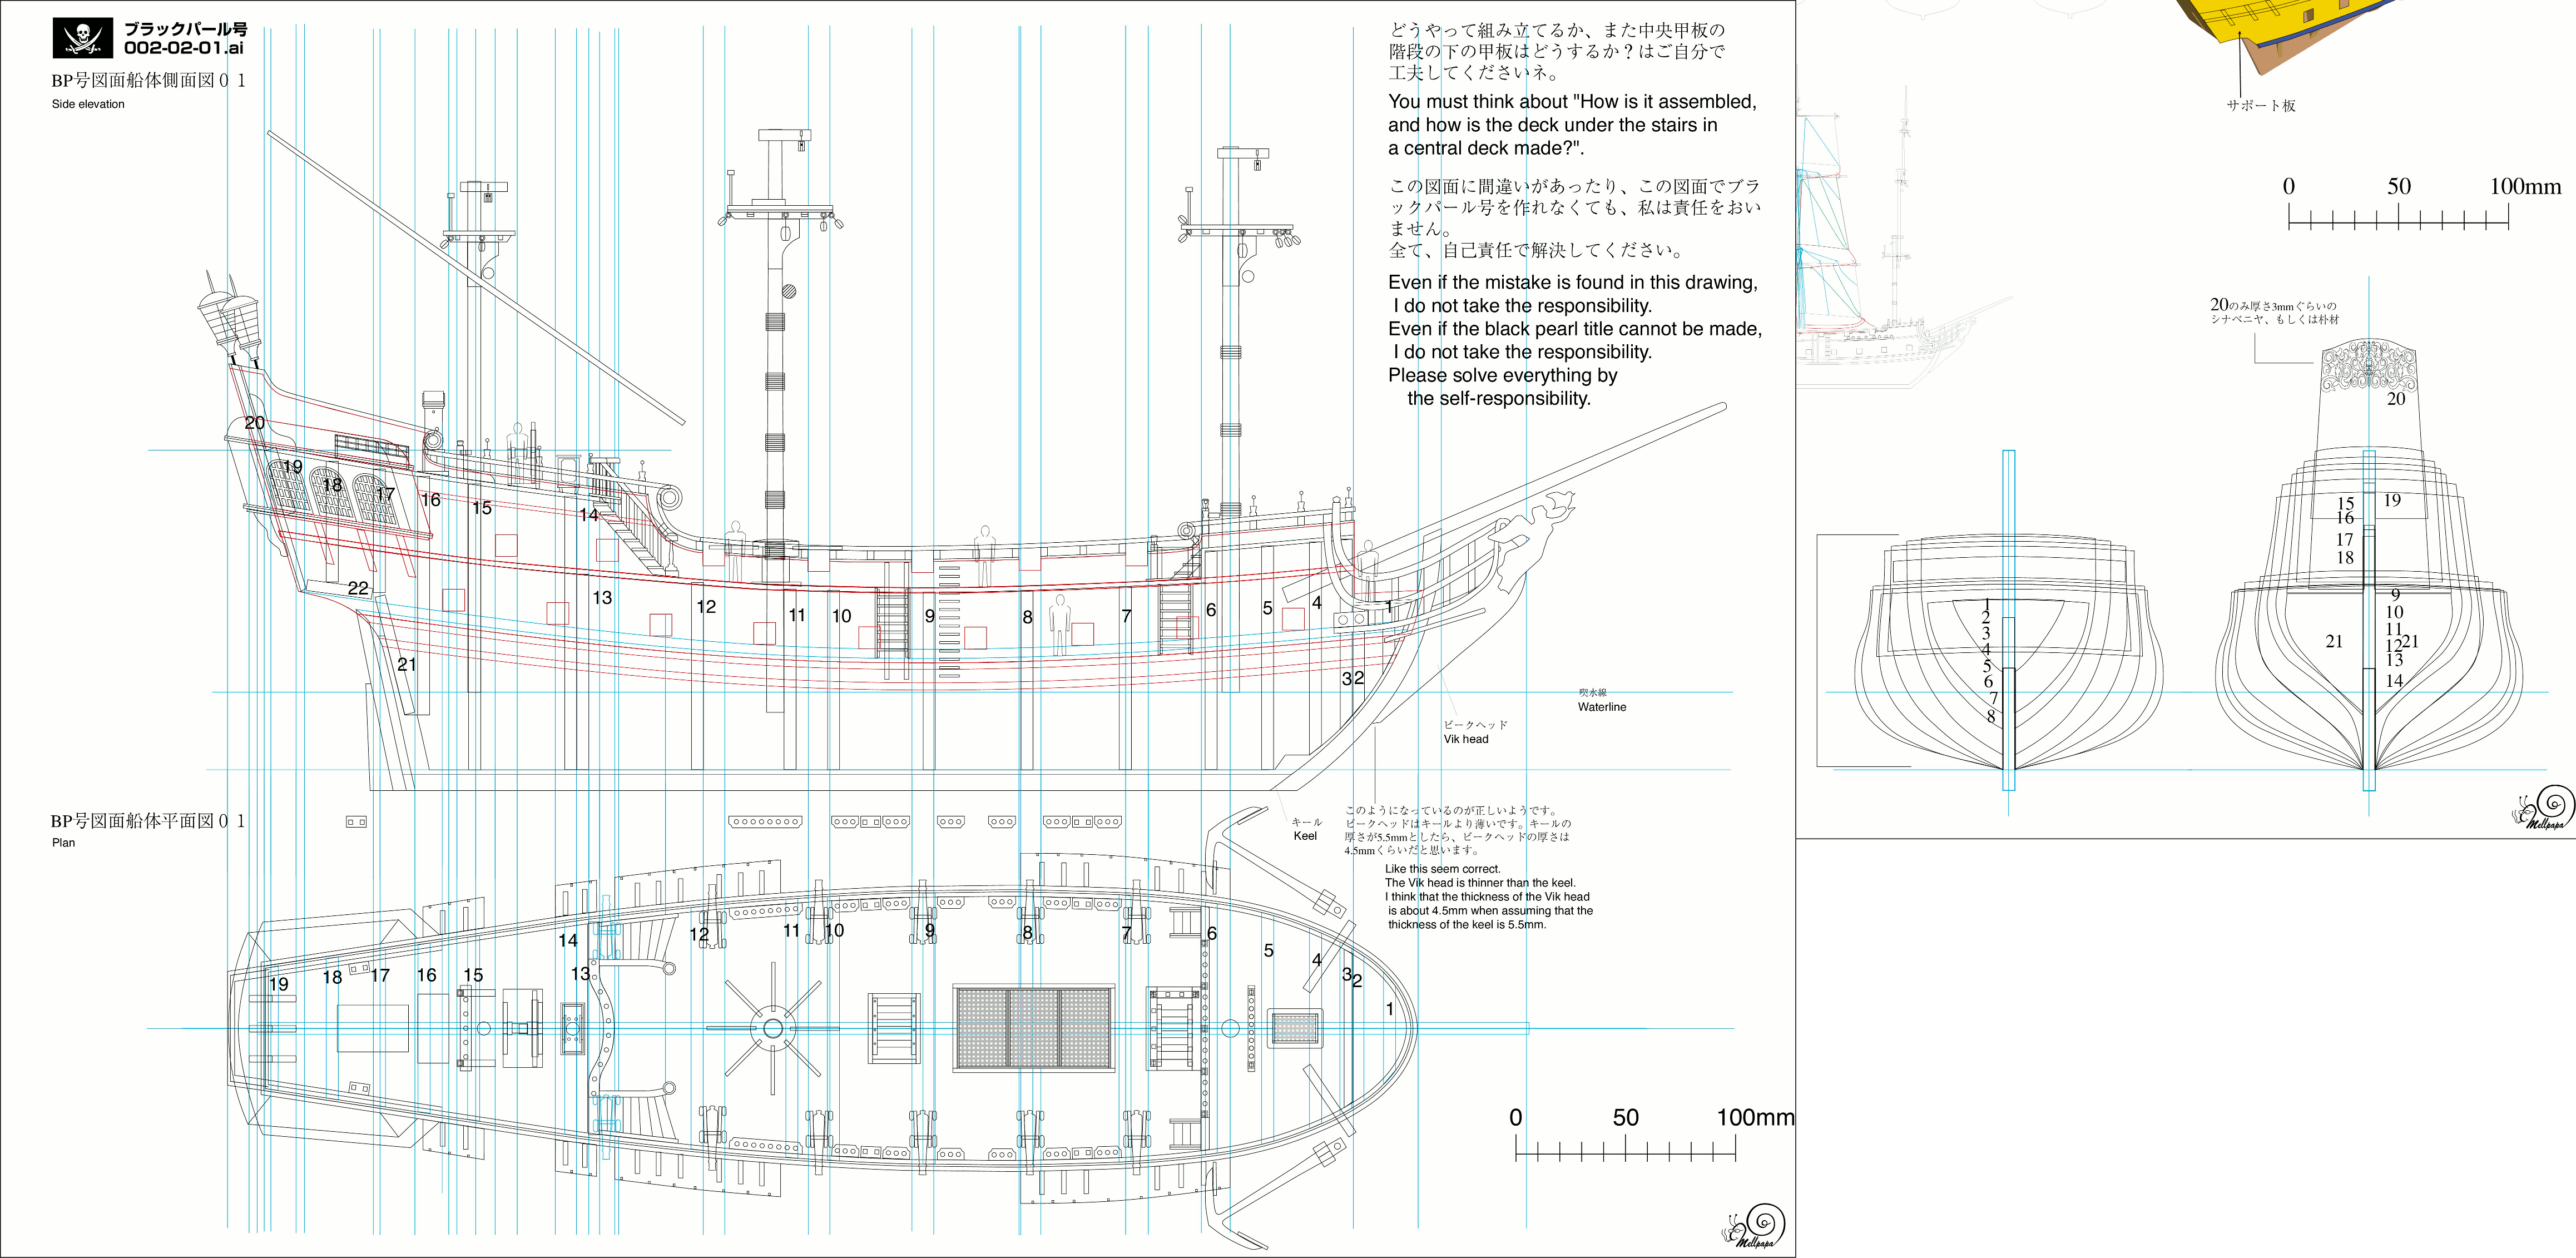 ブラックパール号
002-02-01.ai
BP号図面船体側面図０１
Side elevation
どうやって組み立てるか、また中央甲板の
階段の下の甲板はどうするか？はご自分で
工夫してくださいネ。
You must think about "How is it assembled,
and how is the deck under the stairs in
a central deck made?".
この図面に間違いがあったり、この図面でブラ
ックパール号を作れなくても、私は責任をおい
ません。
全て、自己責任で解決してください。
Even if the mistake is found in this drawing,
I do not take the responsibility.
Even if the black pearl title cannot be made,
I do not take the responsibility.
Please solve everything by
the self-responsibility.
20
19
18
17
16
15
14
22
13
12
11
10
9
8
7
6
5
4
1
21
3
2
喫水線
Waterline
ビークヘッド
Vik head
キール
Keel
このようになっているのが正しいようです。
ビークヘッドはキールより薄いです。キールの
厚さが5.5mmとしたら、ビークヘッドの厚さは
4.5mmくらいだと思います。
Like this seem correct.
The Vik head is thinner than the keel.
I think that the thickness of the Vik head
is about 4.5mm when assuming that the
thickness of the keel is 5.5mm.
BP号図面船体平面図０１
Plan
19
18
17
16
15
14
13
12
11
10
9
8
7
6
5
4
3
2
1
0 50 100mm
Mellpapa
サポート板
0 50 100mm
20のみ厚さ3mmぐらいの
シナベニヤ、もしくは朴材
20
15
19
16
17
18
9
10
11
12
21
21
13
14
1
2
3
4
5
6
7
8
Mellpapa